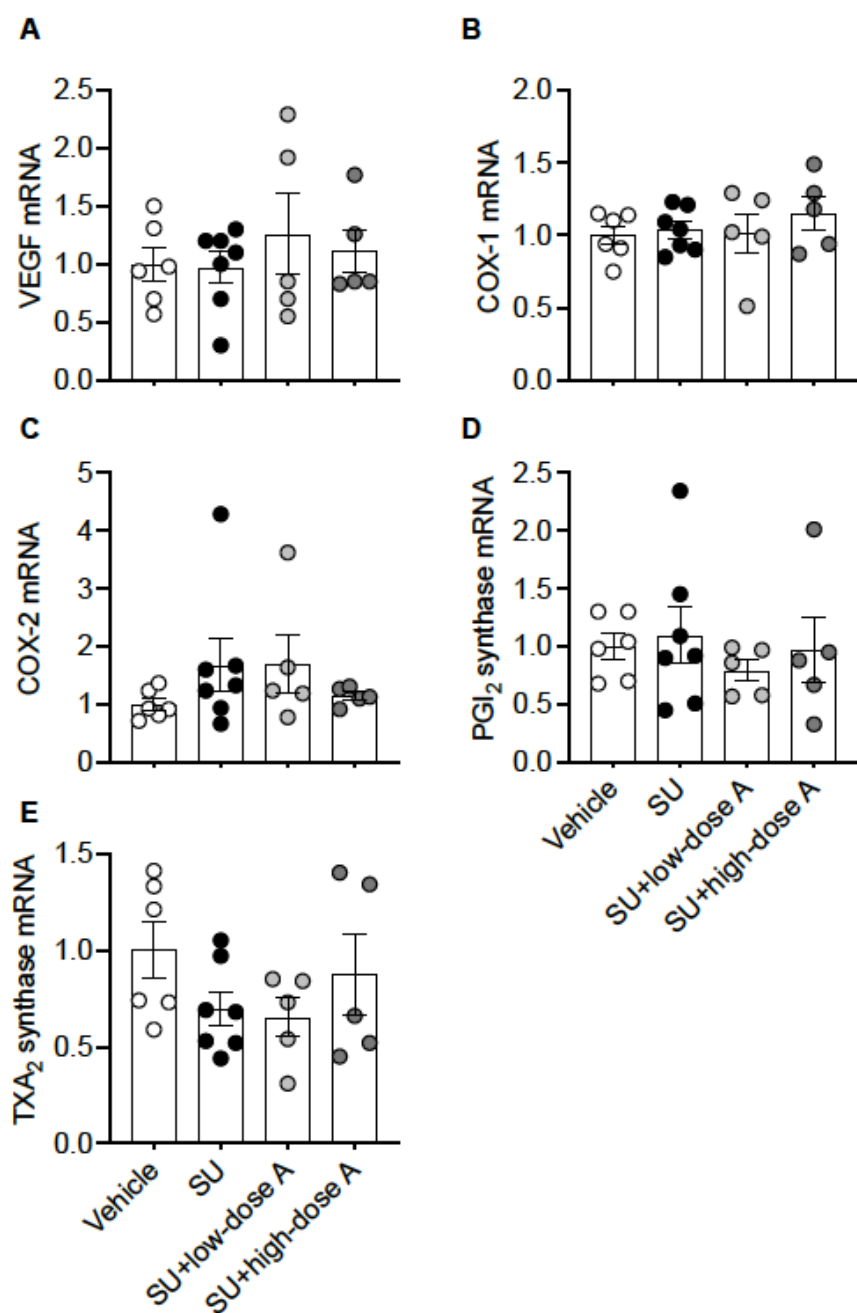 A
VEGF mRNA
2.5
2.0
1.5
1.0
0.5
0.0
B
COX-1 mRNA
2.0
1.5
1.0
0.5
0.0
C
COX-2 mRNA
5
4
3
2
1
0
D
PGI₂ synthase mRNA
2.5
2.0
1.5
1.0
0.5
0.0
Vehicle
SU
SU+low-dose A
SU+high-dose A
E
TXA₂ synthase mRNA
1.5
1.0
0.5
0.0
Vehicle
SU
SU+low-dose A
SU+high-dose A